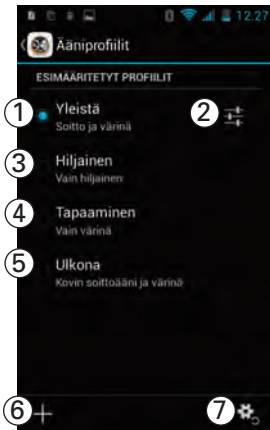 12.27
Ääniprofiilit
ESIMÄÄRITETYT PROFIILIT
1 Yleistä 2
Soitto ja värinä
3 Hiljainen
Vain hiljainen
4 Tapaaminen
Vain värinä
5 Ulkona
Kovin soittoääni ja värinä
6 7